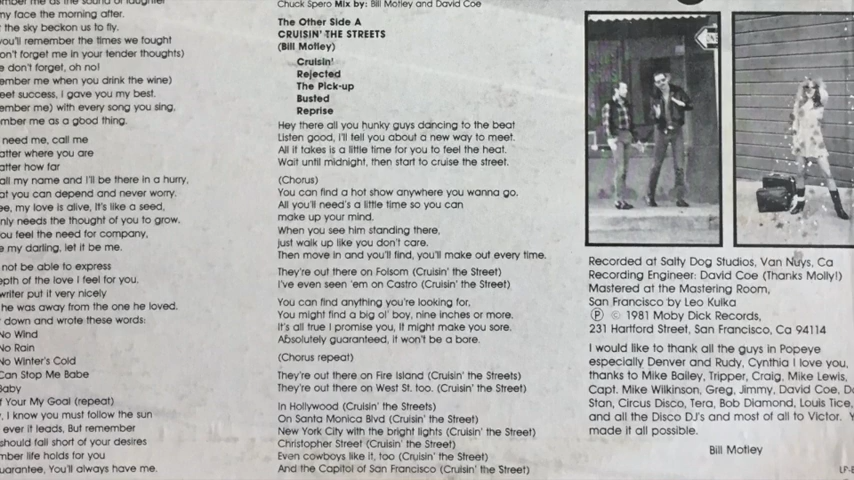 mber me as the sound of laughter
my face the morning after.
the sky beckon us to fly.
you'll remember the times we fought
on't forget me in your tender thoughts)
e don't forget, oh no!
ember me when you drink the wine)
eet success, I gave you my best.
ember me) with every song you sing,
mber me as a gbod thing.
need me, call me
atter where you are
atter how far
all my name and I'll be there in a hurry,
at you can depend and never worry.
ee, my love is alive, It's like a seed,
nly needs the thought of you to grow.
ou feel the need for company,
e my darling, let it be me.
not be able to express
epth of the love I feel for you.
writer put it very nicely
he was away from the one he loved.
down and wrote these words:
No Wind
No Rain
No Winter's Cold
Can Stop Me Babe
Baby
f Your My Goal (repeat)
I know you must follow the sun
ever it leads, But remember
should fall short of your desires
mber life holds for you
uarantee, You'll always have me.
Chuck Spero Mix by: Bill Motley and David Coe
The Other Side A
CRUISIN' THE STREETS
(Bill Motley)
Cruisin'
Rejected
The Pick-up
Busted
Reprise
Hey there all you hunky guys dancing to the beat
Listen good, I'll tell you about a new way to meet.
All it takes is a little time for you to feel the heat.
Wait until midnight, then start to cruise the street.
(Chorus)
You can find a hot show anywhere you wanna go.
All you'll need's a little time so you can
make up your mind.
When you see him standing there,
just walk up like you don't care.
Then move in and you'll find, you'll make out every time.
They're out there on Folsom (Cruisin' the Street)
I've even seen 'em on Castro (Cruisin' the Street)
You can find anything you're looking for,
You might find a big ol' boy, nine inches or more.
It's all true I promise you, It might make you sore.
Absolutely guaranteed, it won't be a bore.
(Chorus repeat)
They're out there on Fire Island (Cruisin' the Streets)
They're out there on West St. too. (Cruisin' the Street)
In Hollywood (Cruisin' the Streets)
On Santa Monica Blvd (Cruisin' the Streets)
New York City with the bright lights (Cruisin' the Street)
Christopher Street (Cruisin' the Street)
Even cowboys like it, too (Cruisin' the Street)
And the Capitol of San Francisco (Cruisin' the Street)
Recorded at Salty Dog Studios, Van Nuys, Ca
Recording Engineer: David Coe (Thanks Molly!)
Mastered at the Mastering Room,
San Francisco by Leo Kulka
Ⓟ © 1981 Moby Dick Records,
231 Hartford Street, San Francisco, Ca 94114
I would like to thank all the guys in Popeye
especially Denver and Rudy, Cynthia I love you,
thanks to Mike Bailey, Tripper, Craig, Mike Lewis,
Capt. Mike Wilkinson, Greg, Jimmy, David Coe, Do
Stan, Circus Disco, Tera, Bob Diamond, Louis Tice,
and all the Disco DJ's and most of all to Victor. Y
made it all possible.
Bill Motley